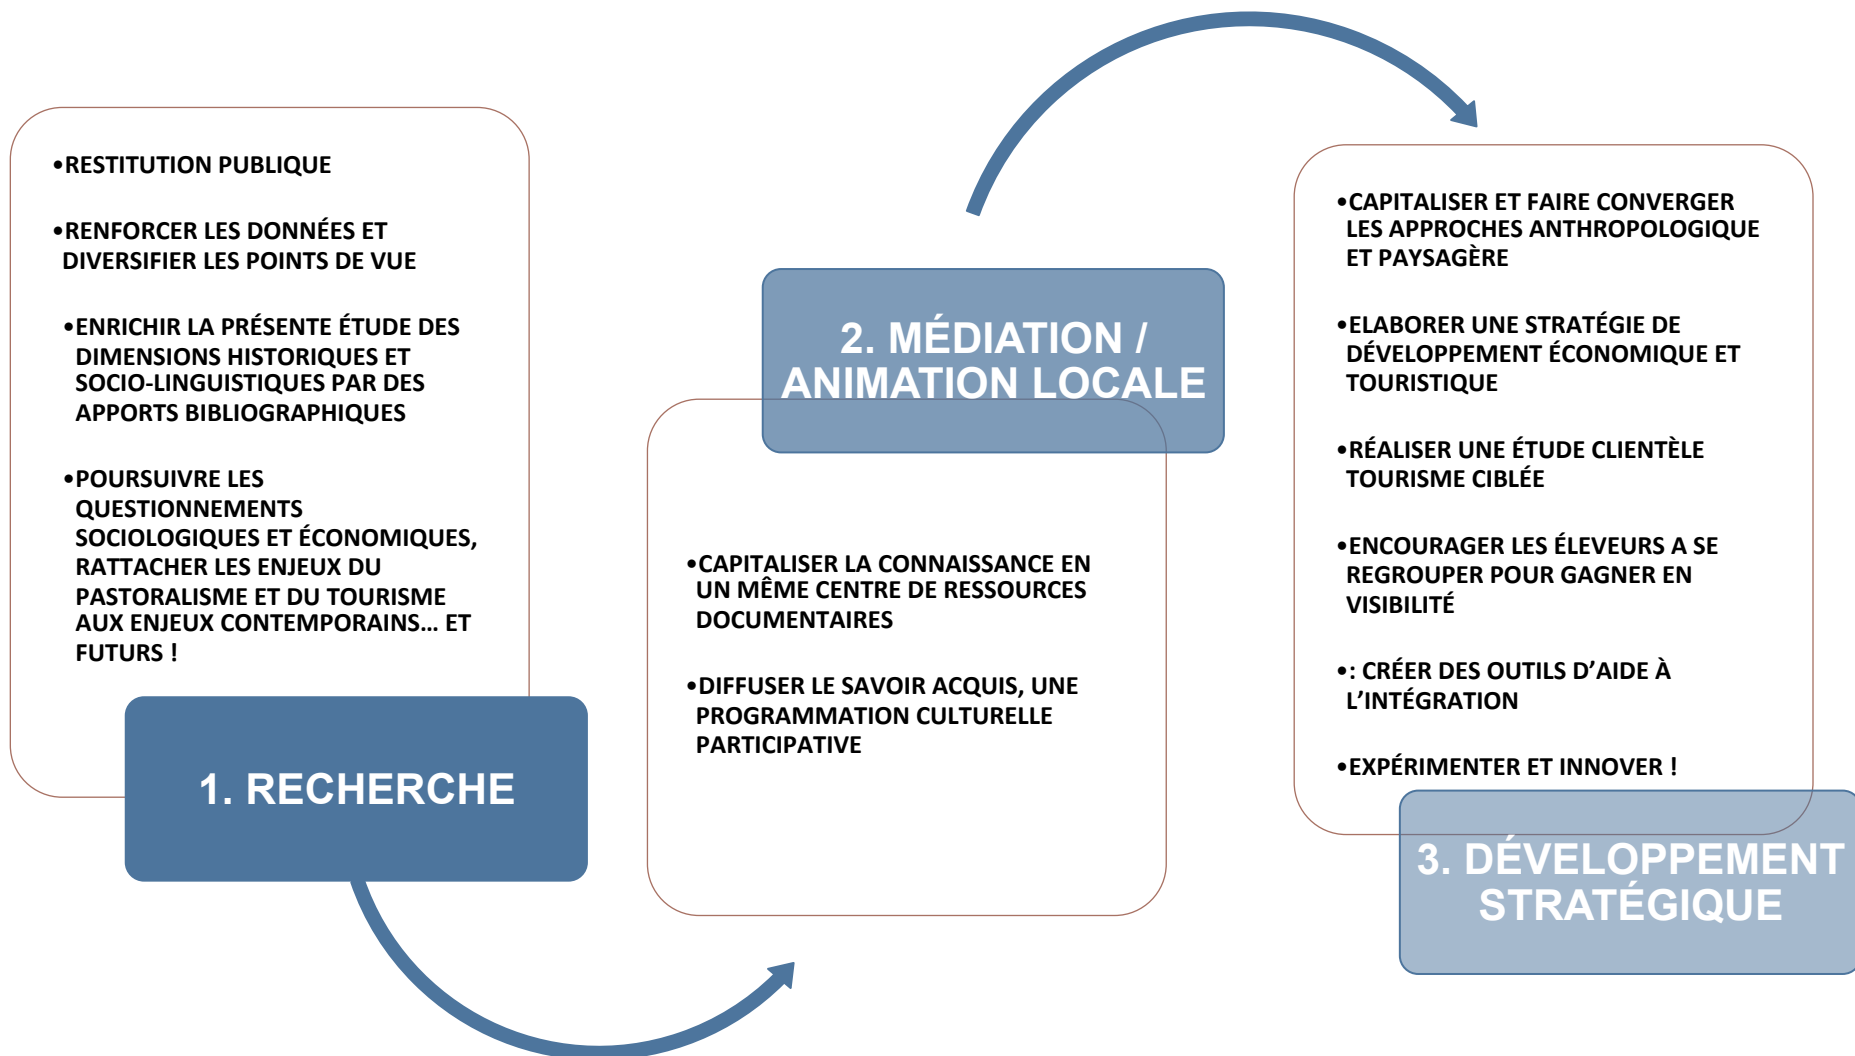 •RESTITUTION PUBLIQUE
•RENFORCER LES DONNÉES ET
DIVERSIFIER LES POINTS DE VUE
•ENRICHIR LA PRÉSENTE ÉTUDE DES
DIMENSIONS HISTORIQUES ET
SOCIO-LINGUISTIQUES PAR DES
APPORTS BIBLIOGRAPHIQUES
•POURSUIVRE LES
QUESTIONNEMENTS
SOCIOLOGIQUES ET ÉCONOMIQUES,
RATTACHER LES ENJEUX DU
PASTORALISME ET DU TOURISME
AUX ENJEUX CONTEMPORAINS… ET
FUTURS !
1. RECHERCHE
2. MÉDIATION /
ANIMATION LOCALE
•CAPITALISER LA CONNAISSANCE EN
UN MÊME CENTRE DE RESSOURCES
DOCUMENTAIRES
•DIFFUSER LE SAVOIR ACQUIS, UNE
PROGRAMMATION CULTURELLE
PARTICIPATIVE
•CAPITALISER ET FAIRE CONVERGER
LES APPROCHES ANTHROPOLOGIQUE
ET PAYSAGÈRE
•ELABORER UNE STRATÉGIE DE
DÉVELOPPEMENT ÉCONOMIQUE ET
TOURISTIQUE
•RÉALISER UNE ÉTUDE CLIENTÈLE
TOURISME CIBLÉE
•ENCOURAGER LES ÉLEVEURS A SE
REGROUPER POUR GAGNER EN
VISIBILITÉ
•: CRÉER DES OUTILS D’AIDE À
L’INTÉGRATION
•EXPÉRIMENTER ET INNOVER !
3. DÉVELOPPEMENT
STRATÉGIQUE